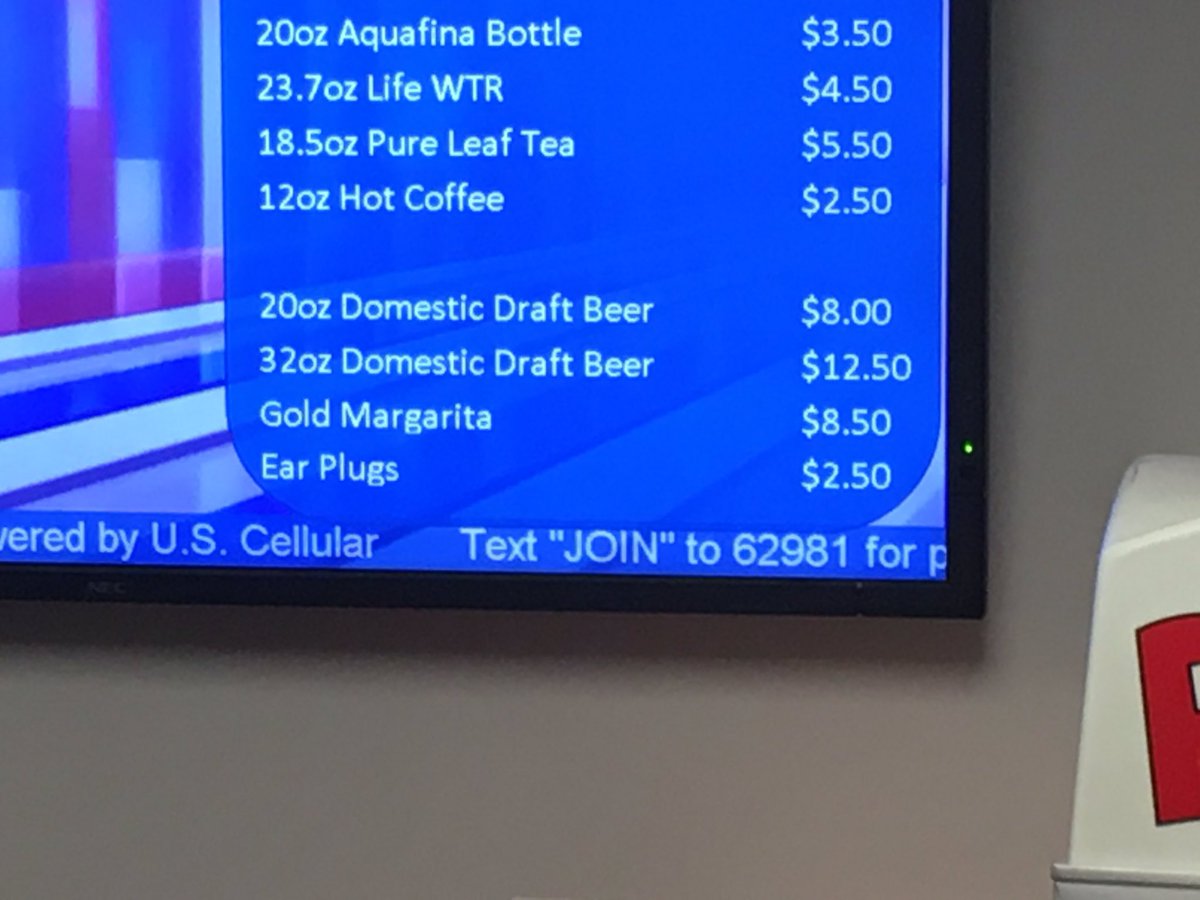 20oz Aquafina Bottle $3.50
23.7oz Life WTR $4.50
18.5oz Pure Leaf Tea $5.50
12oz Hot Coffee $2.50
20oz Domestic Draft Beer $8.00
32oz Domestic Draft Beer $12.50
Gold Margarita $8.50
Ear Plugs $2.50
vered by U.S. Cellular Text "JOIN" to 62981 for p
NEC